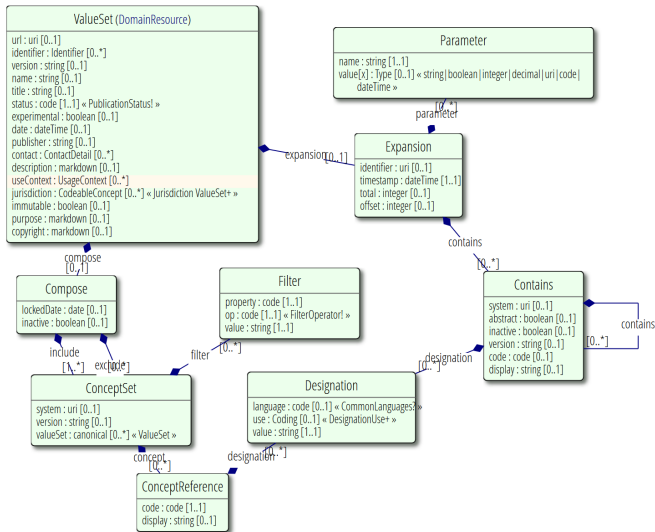 ValueSet (DomainResource)
url : uri [0..1]
identifier : Identifier [0..*]
version : string [0..1]
name : string [0..1]
title : string [0..1]
status : code [1..1] « PublicationStatus! »
experimental : boolean [0..1]
date : dateTime [0..1]
publisher : string [0..1]
contact : ContactDetail [0..*]
description : markdown [0..1]
useContext : UsageContext [0..*]
jurisdiction : CodeableConcept [0..*] « Jurisdiction ValueSet+ »
immutable : boolean [0..1]
purpose : markdown [0..1]
copyright : markdown [0..1]
Parameter
name : string [1..1]
value[x] : Type [0..1] « string|boolean|integer|decimal|uri|code|
dateTime »
[0..*]
parameter
expansion
[0..1]
Expansion
identifier : uri [0..1]
timestamp : dateTime [1..1]
total : integer [0..1]
offset : integer [0..1]
contains
[0..*]
compose
[0..1]
Compose
lockedDate : date [0..1]
inactive : boolean [0..1]
Filter
property : code [1..1]
op : code [1..1] « FilterOperator! »
value : string [1..1]
Contains
system : uri [0..1]
abstract : boolean [0..1]
inactive : boolean [0..1]
version : string [0..1]
code : code [0..1]
display : string [0..1]
contains
[0..*]
include
[1..*]
exclude
[0..*]
filter
[0..*]
designation
[0..*]
ConceptSet
system : uri [0..1]
version : string [0..1]
valueSet : canonical [0..*] « ValueSet »
Designation
language : code [0..1] « CommonLanguages? »
use : Coding [0..1] « DesignationUse+ »
value : string [1..1]
concept
[0..*]
designation
[0..*]
ConceptReference
code : code [1..1]
display : string [0..1]